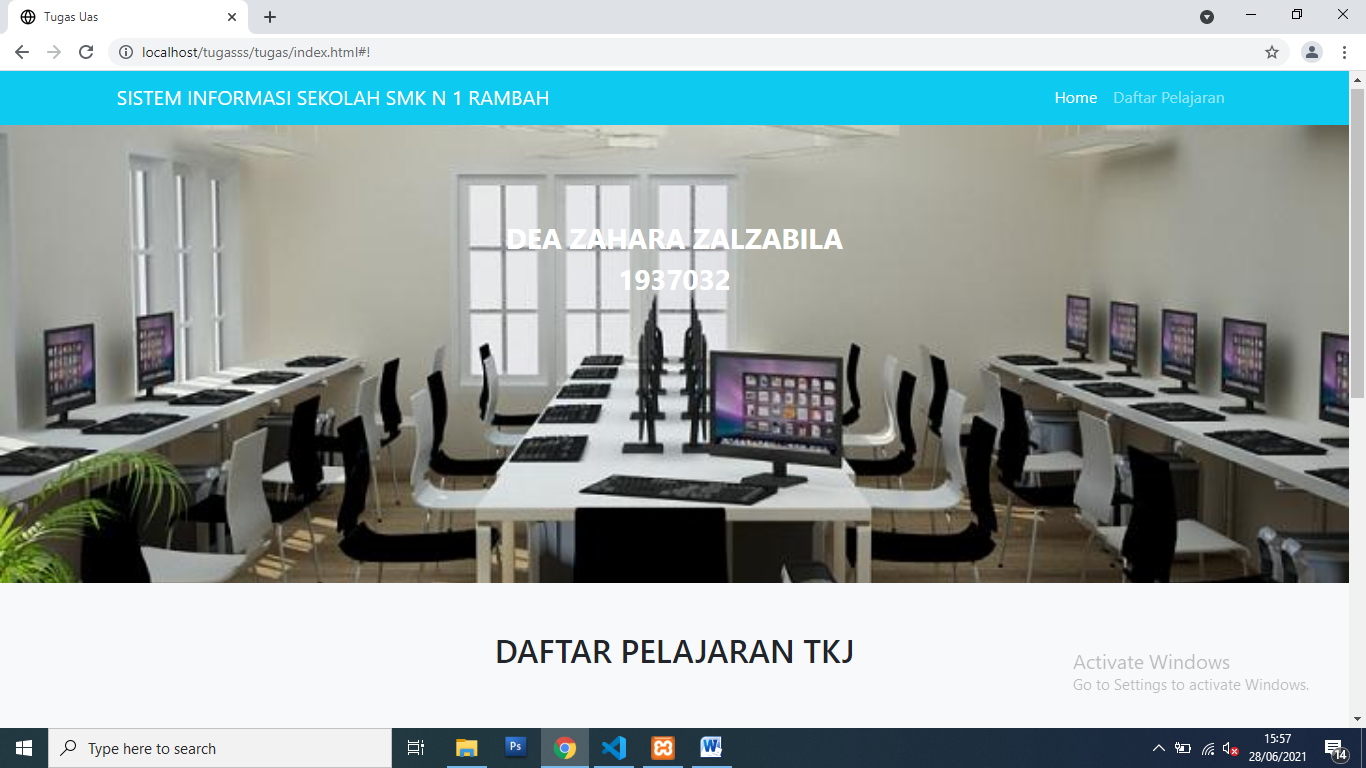 Tugas Uas
localhost/tugasss/tugas/index.html#!
SISTEM INFORMASI SEKOLAH SMK N 1 RAMBAH
Home
Daftar Pelajaran
DEA ZAHARA ZALZABILA
1937032
DAFTAR PELAJARAN TKJ
Activate Windows
Go to Settings to activate Windows.
Type here to search
Ps
W
15:57
28/06/2021
14